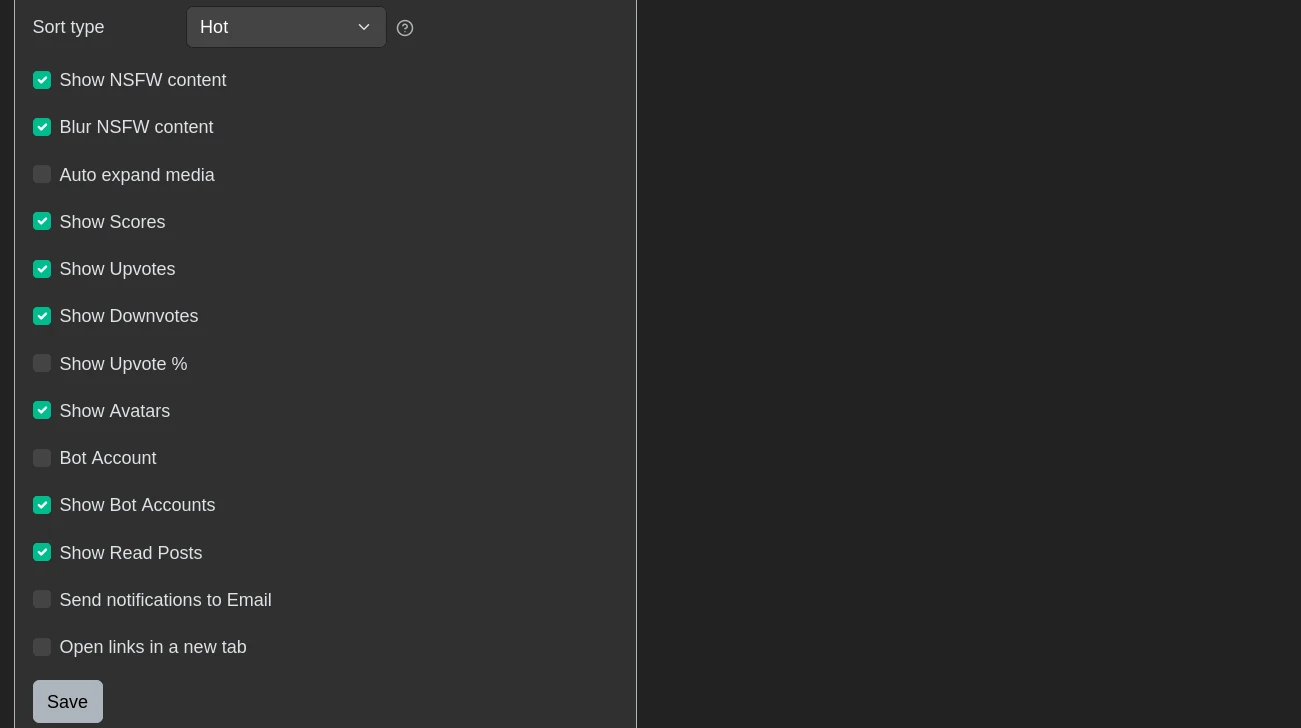 Sort type
Hot
Show NSFW content
Blur NSFW content
Auto expand media
Show Scores
Show Upvotes
Show Downvotes
Show Upvote %
Show Avatars
Bot Account
Show Bot Accounts
Show Read Posts
Send notifications to Email
Open links in a new tab
Save